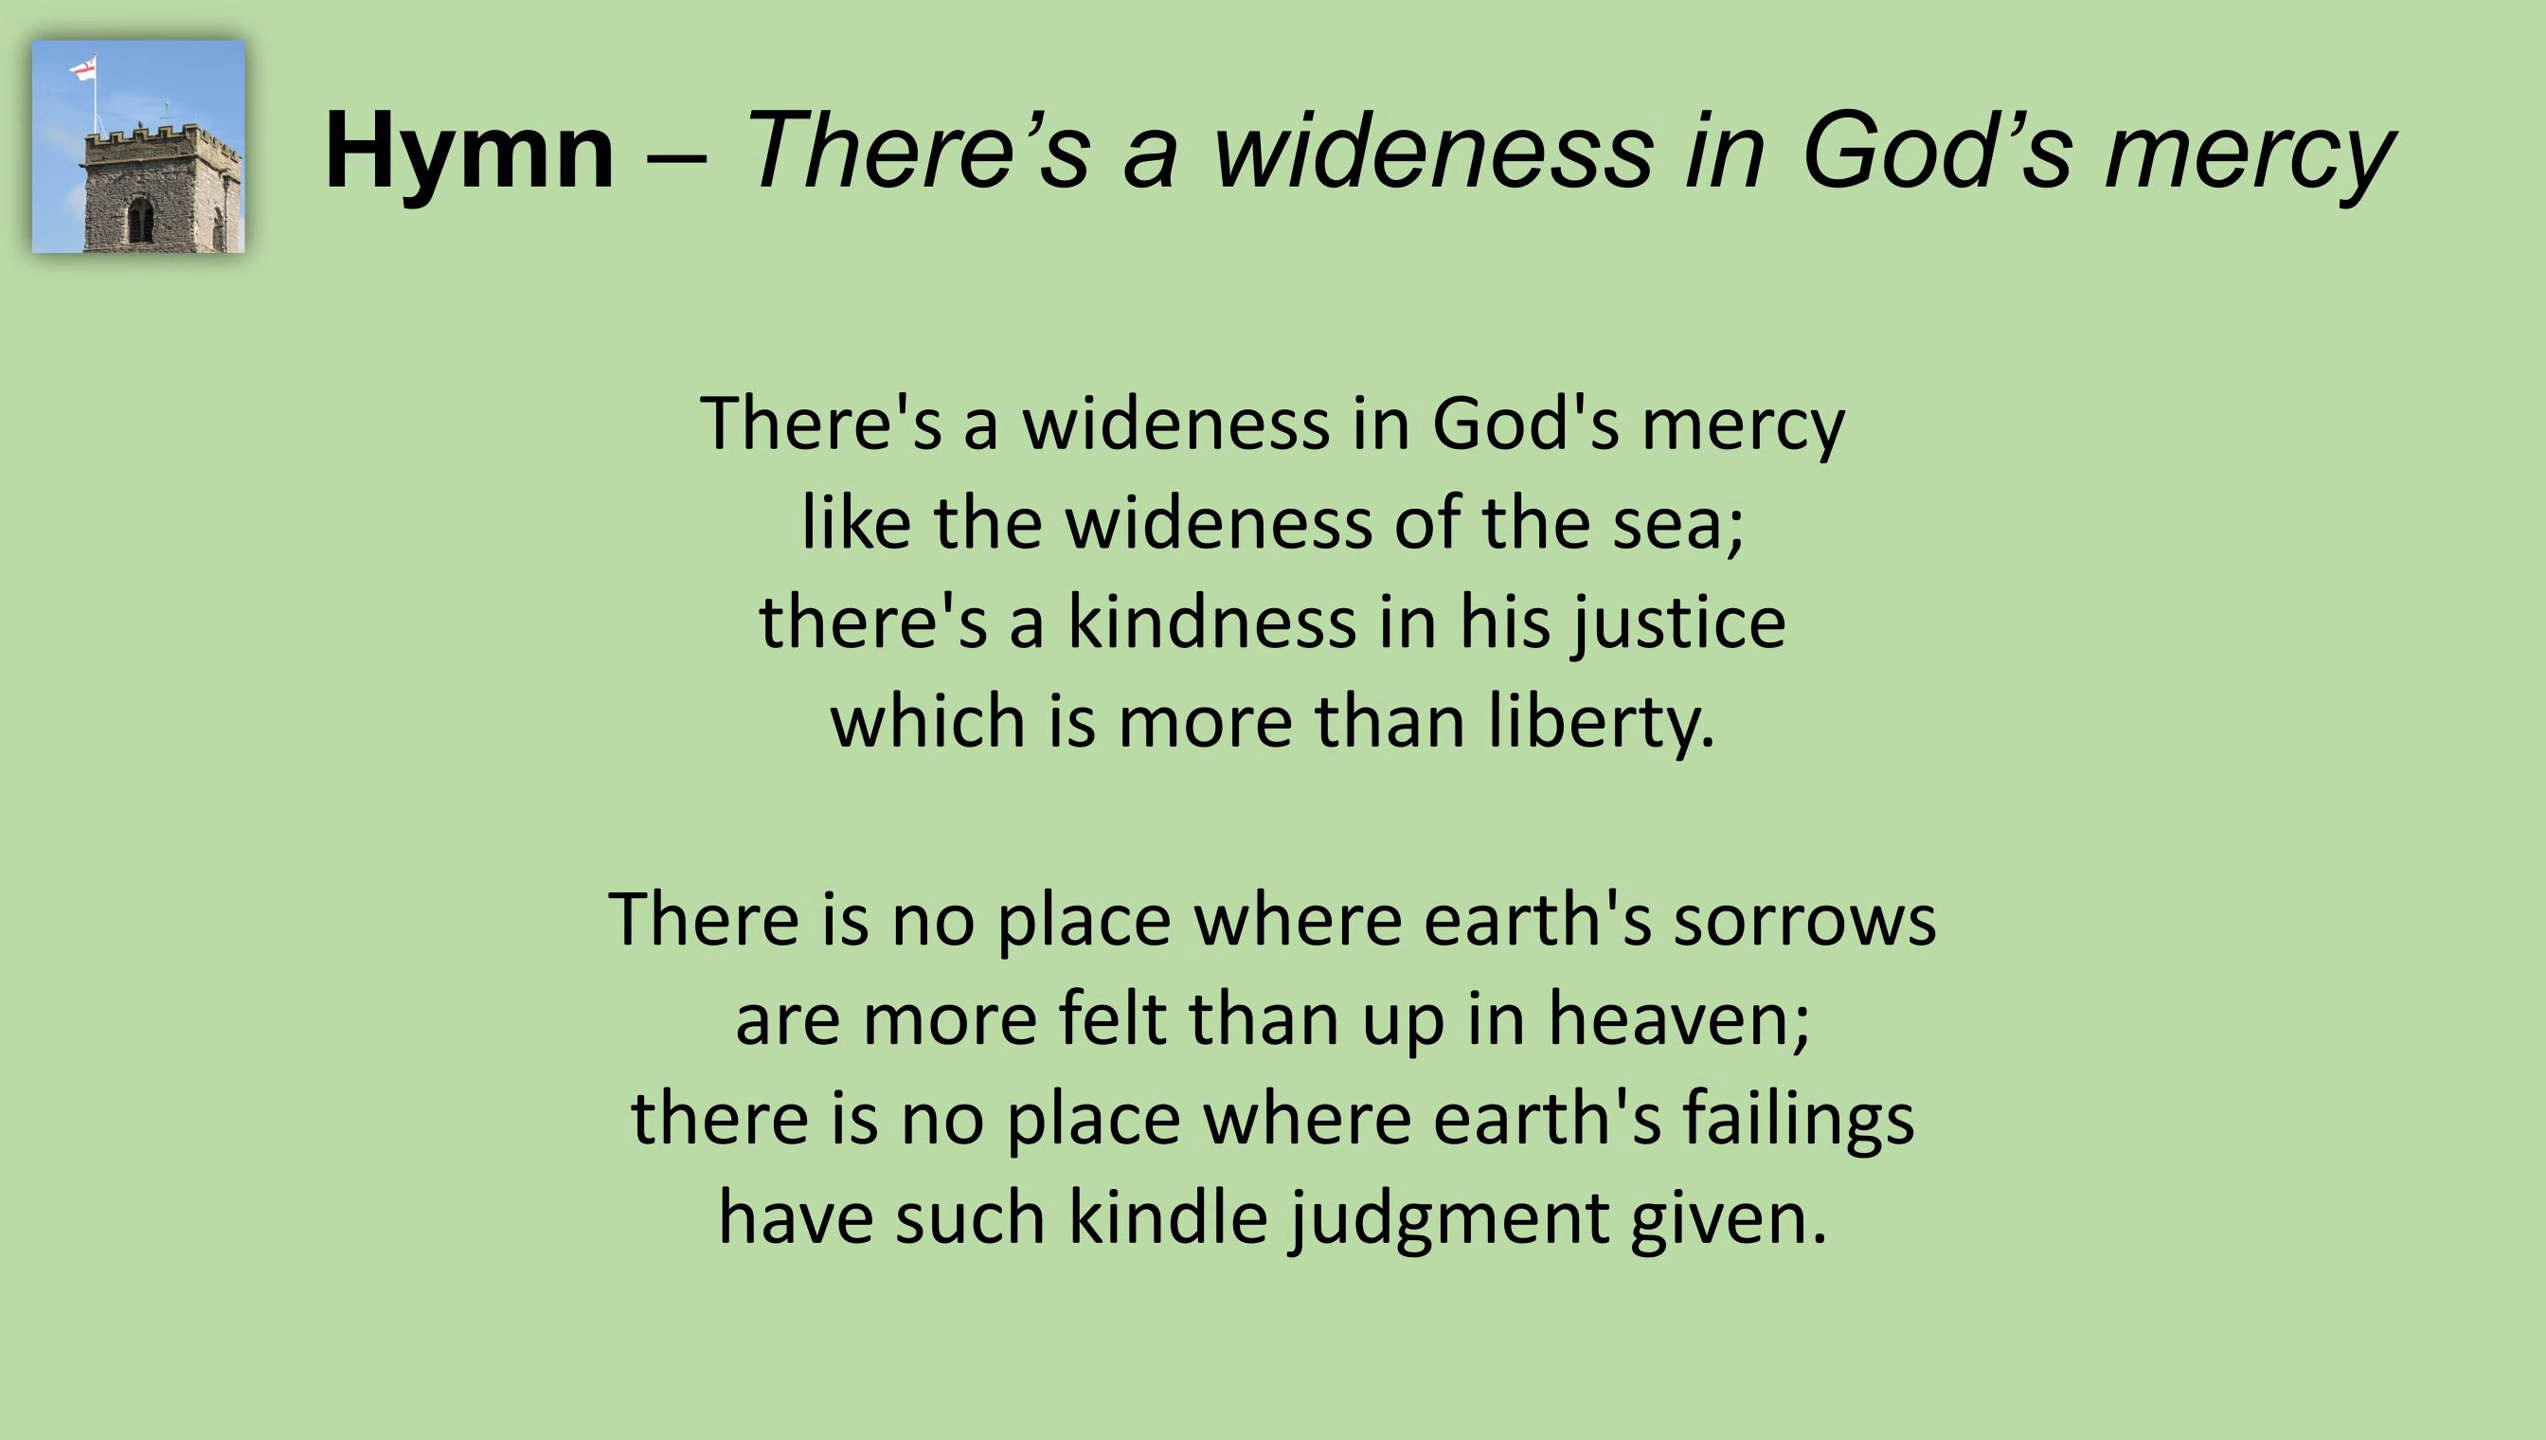 Hymn – There’s a wideness in God’s mercy
There's a wideness in God's mercy
like the wideness of the sea;
there's a kindness in his justice
which is more than liberty.
There is no place where earth's sorrows
are more felt than up in heaven;
there is no place where earth's failings
have such kindle judgment given.